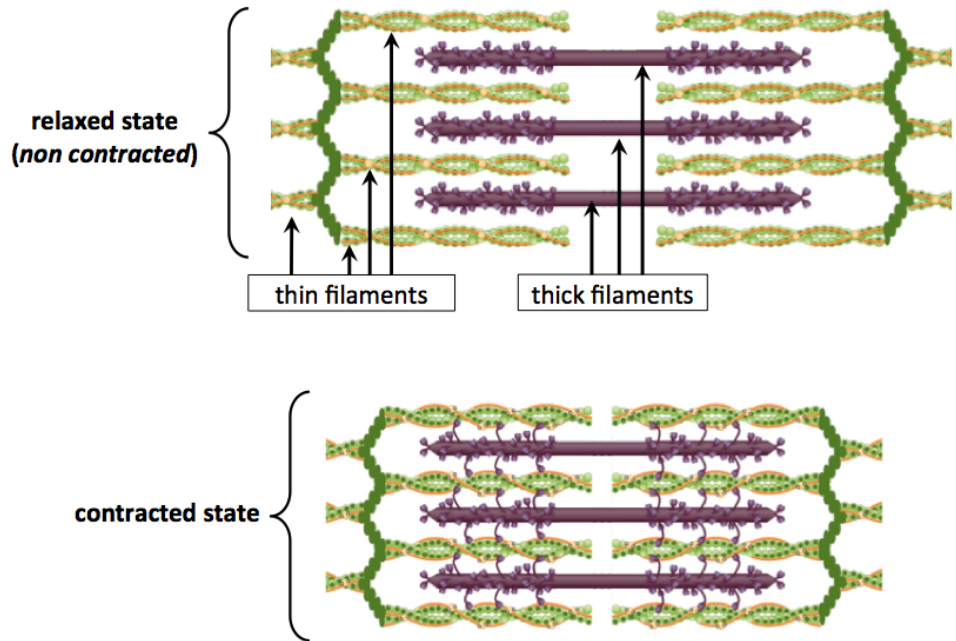 relaxed state
(non contracted)
thin filaments
thick filaments
contracted state